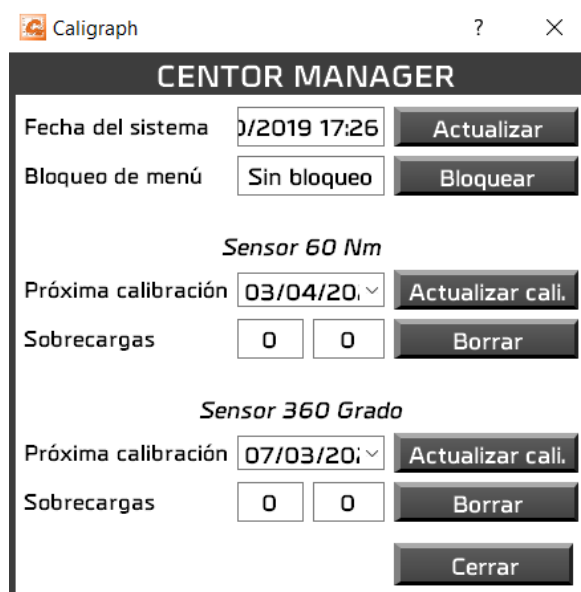 Caligraph ?
CENTOR MANAGER
Fecha del sistema 0/2019 17:26 Actualizar
Bloqueo de menú Sin bloqueo Bloquear
Sensor 60 Nm
Próxima calibración 03/04/20 Actualizar cali.
Sobrecargas 0 0 Borrar
Sensor 360 Grado
Próxima calibración 07/03/20 Actualizar cali.
Sobrecargas 0 0 Borrar
Cerrar